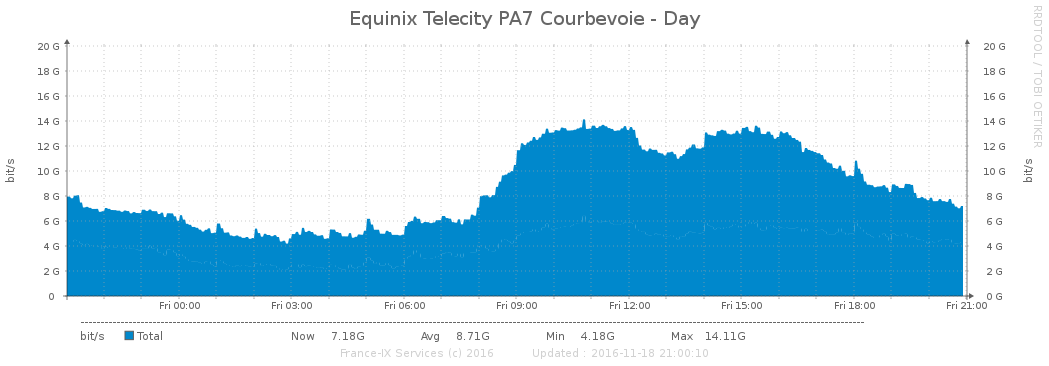 Equinix Telecity PA7 Courbevoie - Day
RRDTOOL / TOBI OETIKER
bit/s
20 G 20 G
18 G 18 G
16 G 16 G
14 G 14 G
12 G 12 G
10 G 10 G
8 G 8 G
6 G 6 G
4 G 4 G
2 G 2 G
0 0 G
bit/s
Fri 00:00 Fri 03:00 Fri 06:00 Fri 09:00 Fri 12:00 Fri 15:00 Fri 18:00 Fri 21:00
bit/s Total Now 7.18G Avg 8.71G Min 4.18G Max 14.11G
France-IX Services (c) 2016 Updated : 2016-11-18 21:00:10